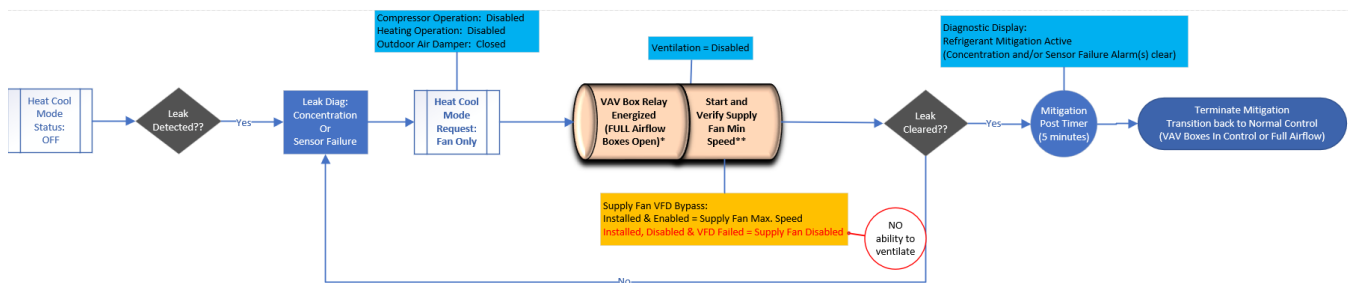 Compressor Operation:  Disabled
Heating Operation:  Disabled
Outdoor Air Damper:  Closed
Ventilation = Disabled
Diagnostic Display:
Refrigerant Mitigation Active
(Concentration and/or Sensor Failure Alarm(s) clear)
Heat Cool
Mode
Status:
OFF
Leak
Detected??
Yes
Leak Diag:
Concentration
Or
Sensor Failure
Heat Cool
Mode
Request:
Fan Only
VAV Box Relay
Energized
(FULL Airflow
Boxes Open)*
Start and
Verify Supply
Fan Min
Speed**
Leak
Cleared??
Yes
Mitigation
Post Timer
(5 minutes)
Terminate Mitigation
Transition back to Normal Control
(VAV Boxes In Control or Full Airflow)
Supply Fan VFD Bypass:
Installed & Enabled = Supply Fan Max. Speed
Installed, Disabled & VFD Failed = Supply Fan Disabled
NO
ability to
ventilate
No